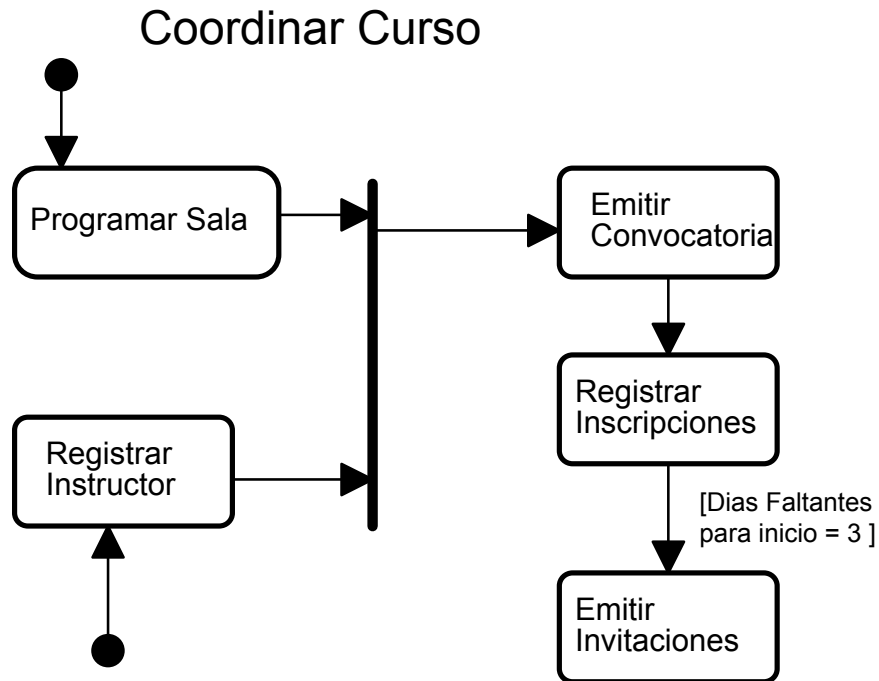 Coordinar Curso
Programar Sala
Emitir
Convocatoria
Registrar
Inscripciones
Registrar
Instructor
[Dias Faltantes
para inicio = 3 ]
Emitir
Invitaciones